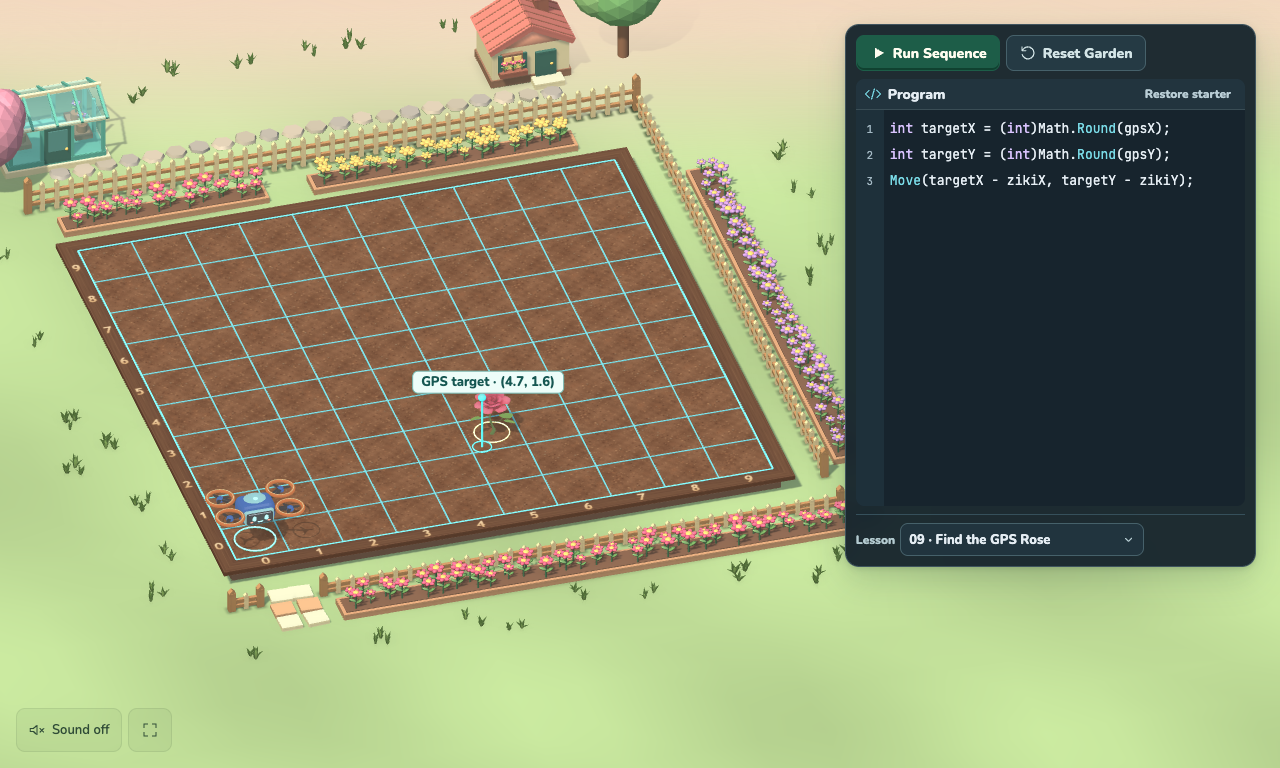 Run Sequence
Reset Garden
</> Program
Restore starter
1 int targetX = (int)Math.Round(gpsX);
2 int targetY = (int)Math.Round(gpsY);
3 Move(targetX - zikiX, targetY - zikiY);
GPS target · (4.7, 1.6)
9
8
7
6
5
4
3
2
1
0
0 1 2 3 4 5 6 7 8 9
Lesson 09 · Find the GPS Rose
Sound off